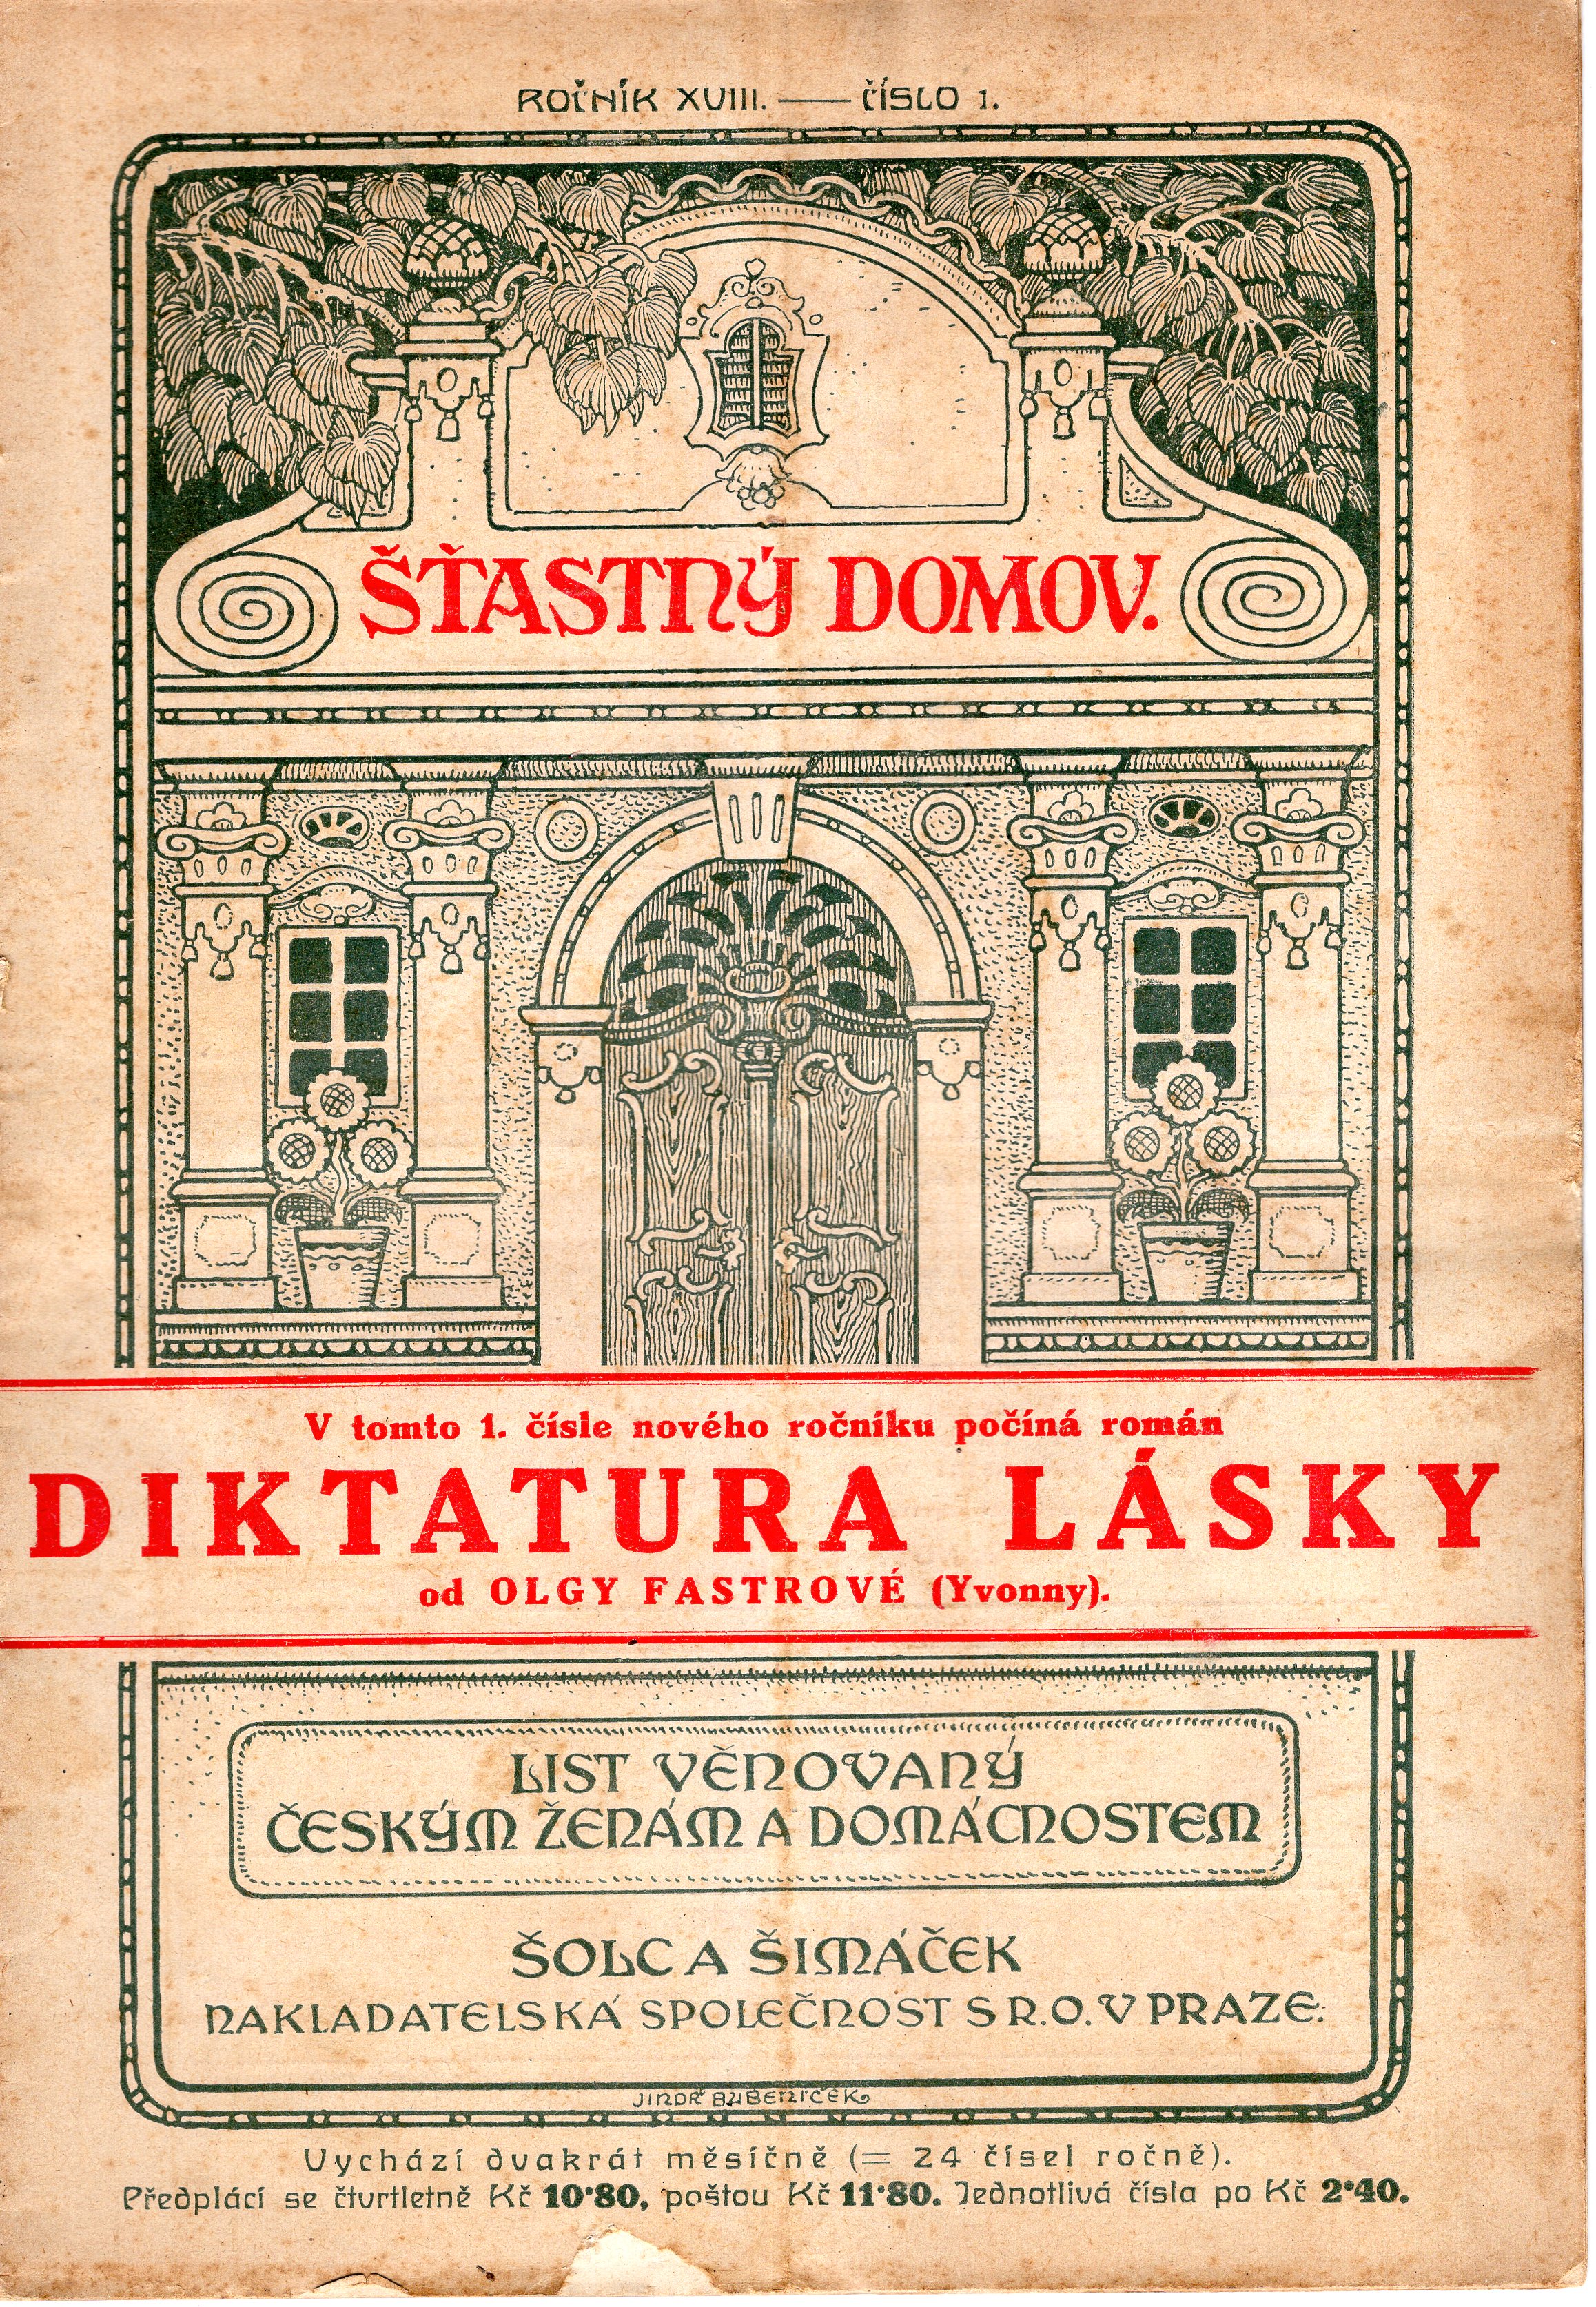 ROČNÍK XVIII. — ČÍSLO 1.
ŠŤASTNÝ DOMOV.
V tomto 1. čísle nového ročníku počíná román
DIKTATURA LÁSKY
od OLGY FASTROVÉ (Yvonny).
LIST VĚNOVANÝ
ČESKÝM ŽENÁM A DOMÁCNOSTEM
ŠOLC A ŠIMÁČEK
NAKLADATELSKÁ SPOLEČNOST S R.O. V PRAZE.
JINDŘ BUBENÍČEK
Vychází dvakrát měsíčně (= 24 čísel ročně).
Předplácí se čtvrtletně Kč 10·80, poštou Kč 11·80. Jednotlivá čísla po Kč 2·40.